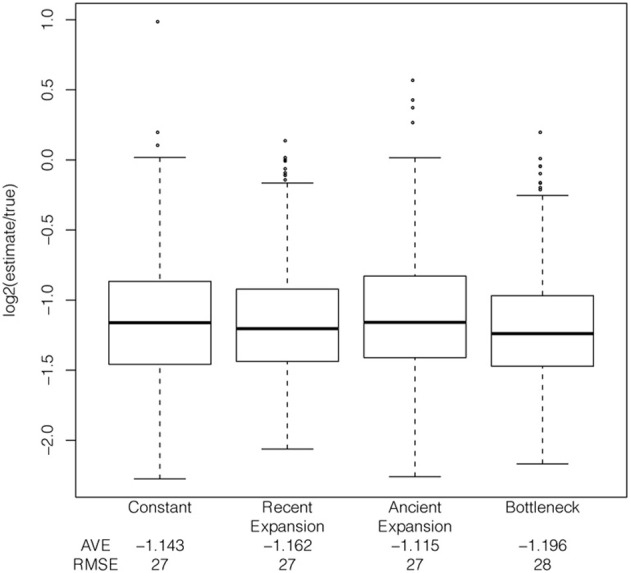 1.0
0.5
0.0
−0.5
−1.0
−1.5
−2.0
log2(estimate/true)
Constant Recent Ancient Bottleneck
Expansion Expansion
AVE −1.143 −1.162 −1.115 −1.196
RMSE 27 27 27 28